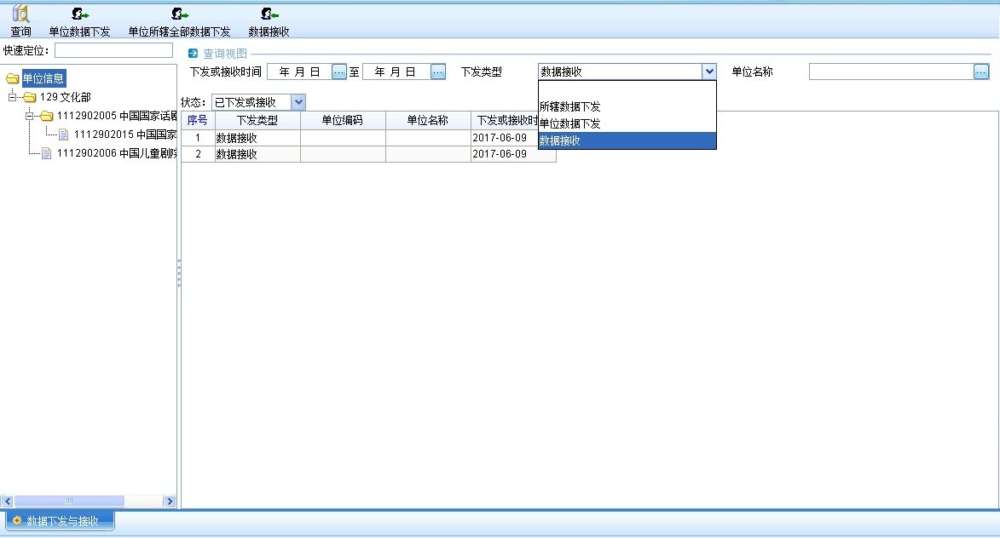 查询 单位数据下发 单位所辖全部数据下发 数据接收
快速定位:
查询视图
下发或接收时间 年 月 日 ... 至 年 月 日 ... 下发类型 数据接收 单位名称 ...
所辖数据下发
单位数据下发
数据接收
状态: 已下发或接收
单位信息
129 文化部
1112902005 中国国家话剧
1112902015 中国国家
1112902006 中国儿童剧院
序号 下发类型 单位编码 单位名称 下发或接收时
1 数据接收 2017-06-09
2 数据接收 2017-06-09
数据下发与接收